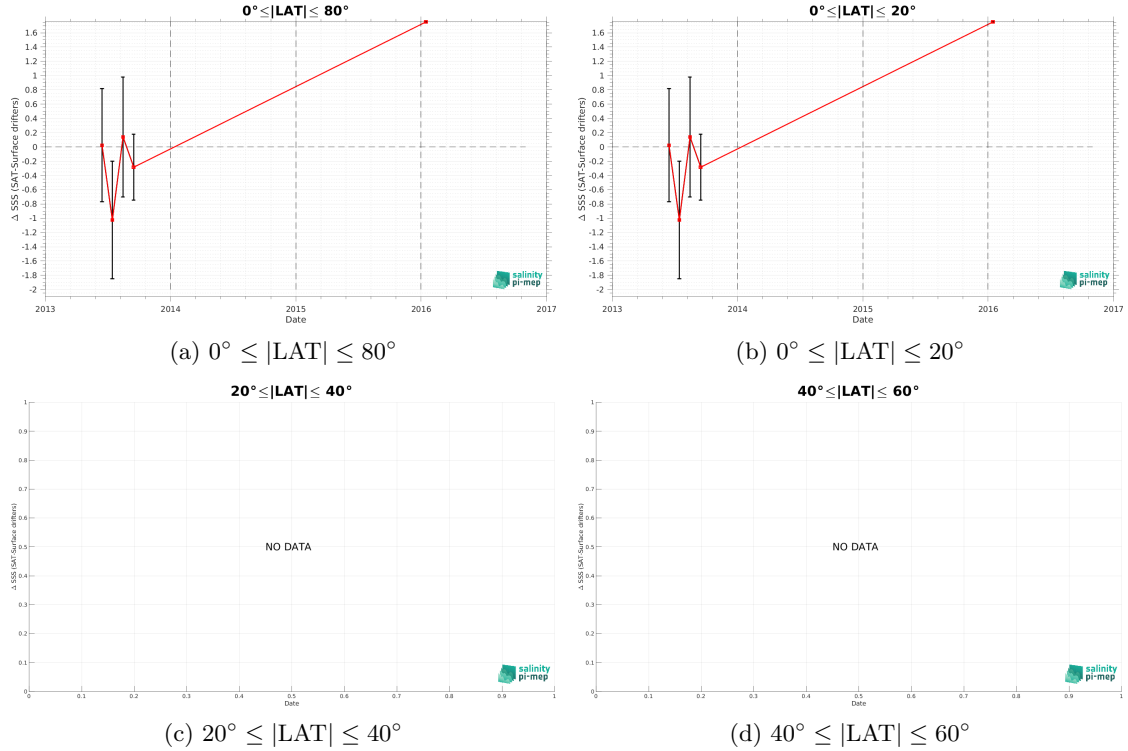 0°≤|LAT|≤ 80°
Δ SSS (SAT-Surface drifters)
1.6
1.4
1.2
1
0.8
0.6
0.4
0.2
0
-0.2
-0.4
-0.6
-0.8
-1
-1.2
-1.4
-1.6
-1.8
-2
2013 2014 2015 2016 2017
Date
salinity
pi-mep
(a) 0° ≤ |LAT| ≤ 80°
0°≤|LAT|≤ 20°
Δ SSS (SAT-Surface drifters)
1.6
1.4
1.2
1
0.8
0.6
0.4
0.2
0
-0.2
-0.4
-0.6
-0.8
-1
-1.2
-1.4
-1.6
-1.8
-2
2013 2014 2015 2016 2017
Date
salinity
pi-mep
(b) 0° ≤ |LAT| ≤ 20°
20°≤|LAT|≤ 40°
Δ SSS (SAT-Surface drifters)
1
0.9
0.8
0.7
0.6
0.5
0.4
0.3
0.2
0.1
0
NO DATA
0 0.1 0.2 0.3 0.4 0.5 0.6 0.7 0.8 0.9 1
Date
salinity
pi-mep
(c) 20° ≤ |LAT| ≤ 40°
40°≤|LAT|≤ 60°
Δ SSS (SAT-Surface drifters)
1
0.9
0.8
0.7
0.6
0.5
0.4
0.3
0.2
0.1
0
NO DATA
0 0.1 0.2 0.3 0.4 0.5 0.6 0.7 0.8 0.9 1
Date
salinity
pi-mep
(d) 40° ≤ |LAT| ≤ 60°